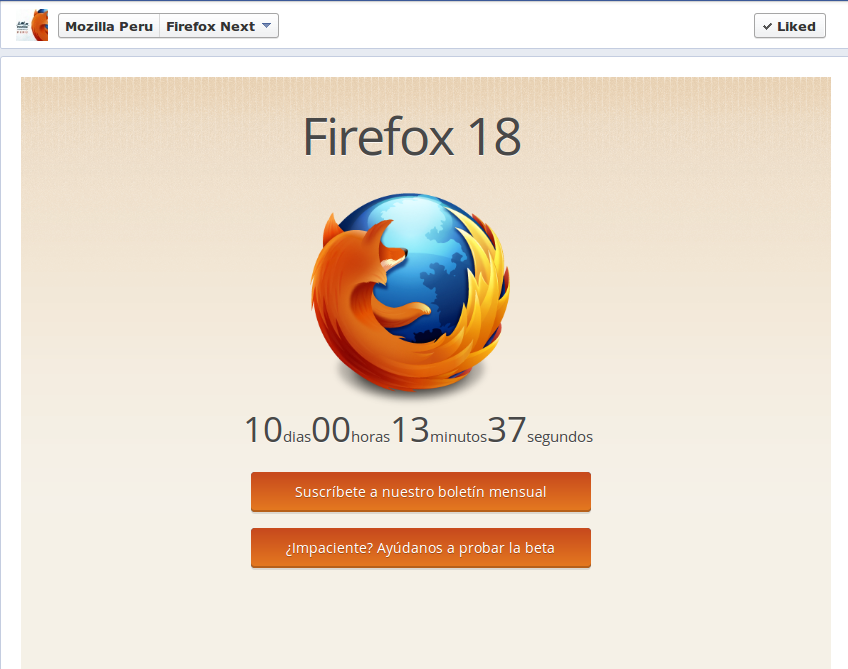 Mozilla Peru Firefox Next Liked
Firefox 18
10dias00horas13minutos37segundos
Suscríbete a nuestro boletín mensual
¿Impaciente? Ayúdanos a probar la beta